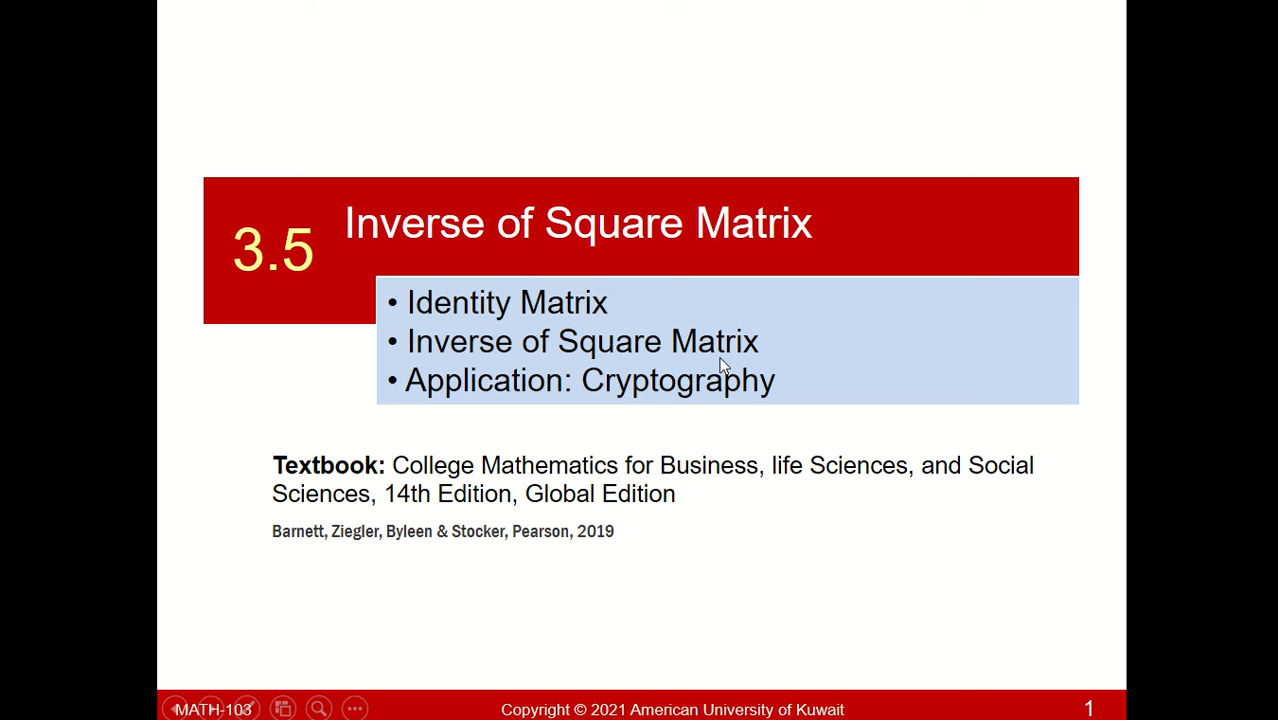 3.5
Inverse of Square Matrix
• Identity Matrix
• Inverse of Square Matrix
• Application: Cryptography
Textbook: College Mathematics for Business, life Sciences, and Social
Sciences, 14th Edition, Global Edition
Barnett, Ziegler, Byleen & Stocker, Pearson, 2019
MATH-103
Copyright © 2021 American University of Kuwait
1